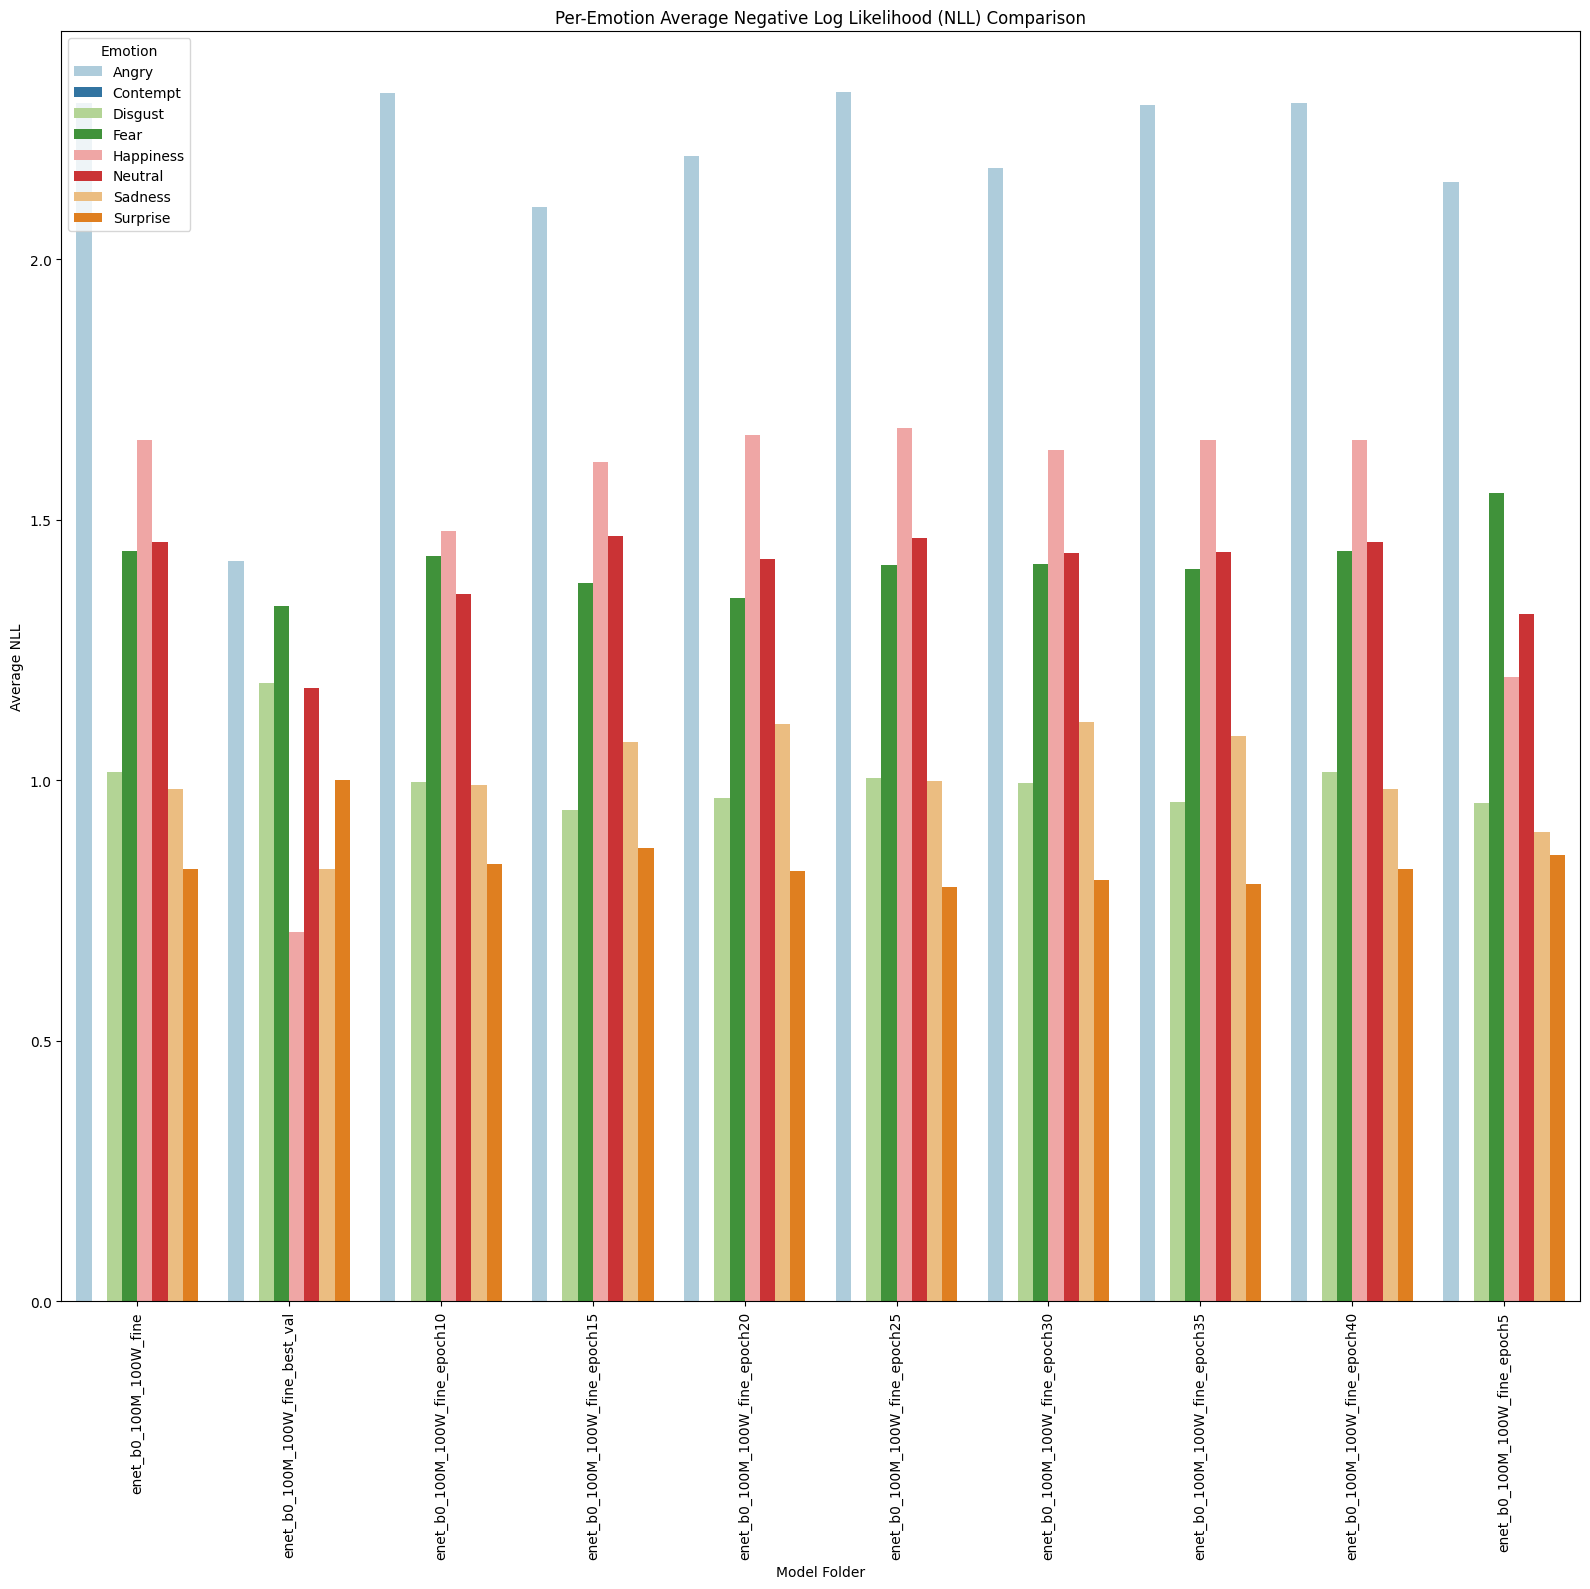 Per-Emotion Average Negative Log Likelihood (NLL) Comparison
Emotion
Angry
Contempt
Disgust
Fear
Happiness
Neutral
Sadness
Surprise
Average NLL
2.0
1.5
1.0
0.5
0.0
enet_b0_100M_100W_fine
enet_b0_100M_100W_fine_best_val
enet_b0_100M_100W_fine_epoch10
enet_b0_100M_100W_fine_epoch15
enet_b0_100M_100W_fine_epoch20
enet_b0_100M_100W_fine_epoch25
enet_b0_100M_100W_fine_epoch30
enet_b0_100M_100W_fine_epoch35
enet_b0_100M_100W_fine_epoch40
enet_b0_100M_100W_fine_epoch5
Model Folder